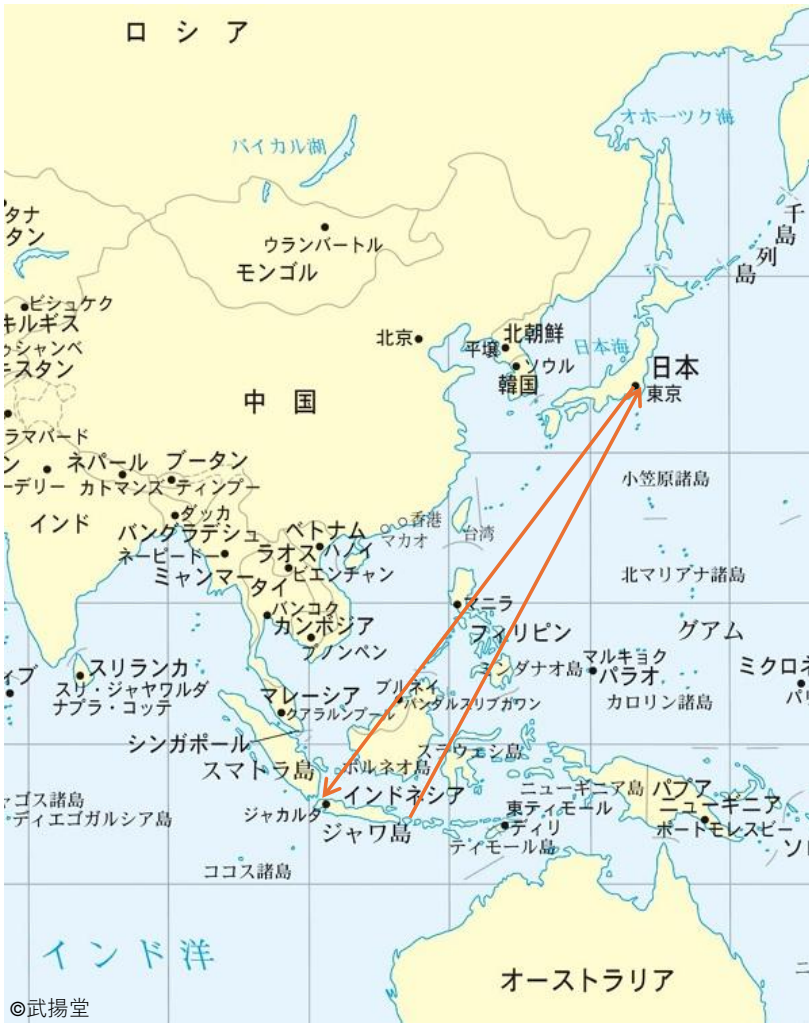 ロシア
オホーツク海
バイカル湖
千島列島
タナ
タン
ウランバートル
モンゴル
ビシュケク
キルギス
ゥシャンベ
スタン
北京
北朝鮮
平壌
日本海
ソウル
韓国
日本
東京
中国
ラマバード
ン
ネパール
ブータン
ーデリー
カトマンズ
ティンプー
小笠原諸島
インド
ダッカ
バングラデシュ
ベトナム
香港
マカオ
台湾
ネーピードー
ラオス
ハノイ
ミャンマー
タイ
ビエンチャン
北マリアナ諸島
バンコク
カンボジア
マニラ
フィリピン
グアム
プノンペン
ィブ
スリランカ
スリ・ジャヤワルダ
ナプラ・コッテ
ミンダナオ島
マルキョク
パラオ
ミクロネ
パリ
マレーシア
クアラルンプール
ブルネイ
バンダルスリブガワン
カロリン諸島
シンガポール
スマトラ島
ボルネオ島
スラウェシ島
ャゴス諸島
ディエゴガルシア島
ジャカルタ
インドネシア
ジャワ島
ニューギニア島
パプア
ニューギニア
東ティモール
ディリ
ポートモレスビー
ティモール島
ソロ
ココス諸島
インド洋
オーストラリア
ニ
©武揚堂